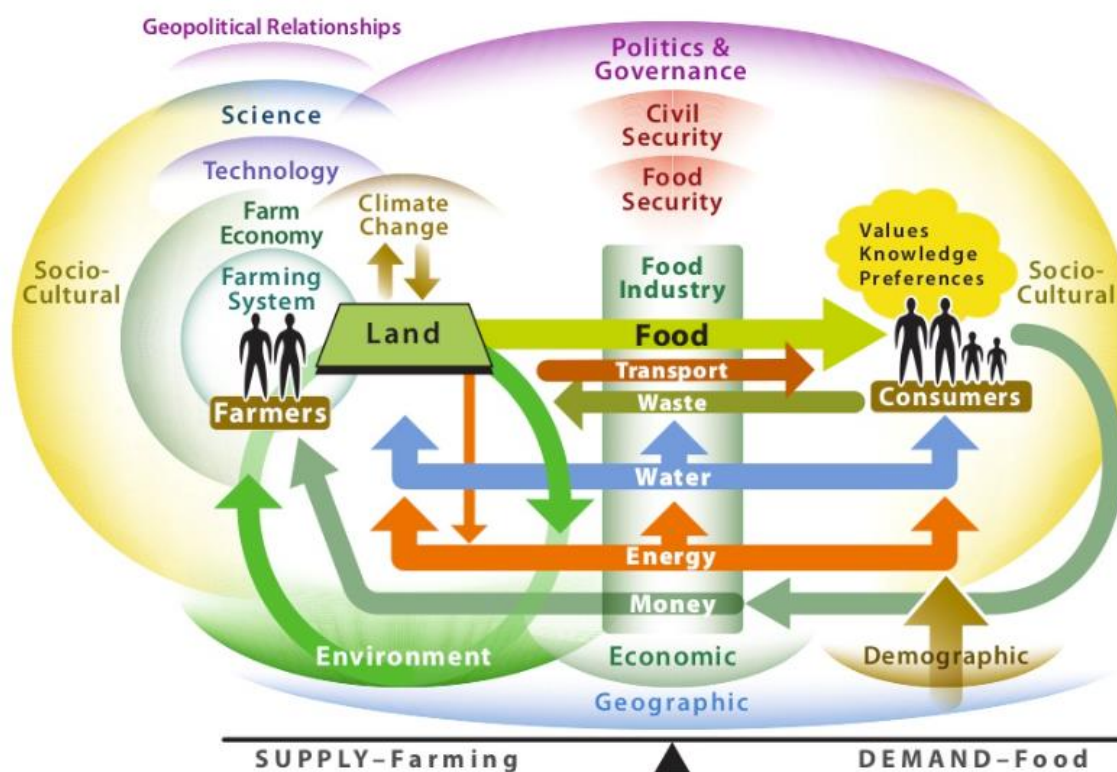 Geopolitical Relationships
Politics &
Governance
Science
Civil
Security
Technology
Food
Security
Climate
Change
Farm
Economy
Values
Knowledge
Preferences
Socio-
Cultural
Farming
System
Food
Industry
Socio-
Cultural
Land
Food
Transport
Waste
Farmers
Consumers
Water
Energy
Money
Environment
Economic
Demographic
Geographic
SUPPLY–Farming
DEMAND–Food